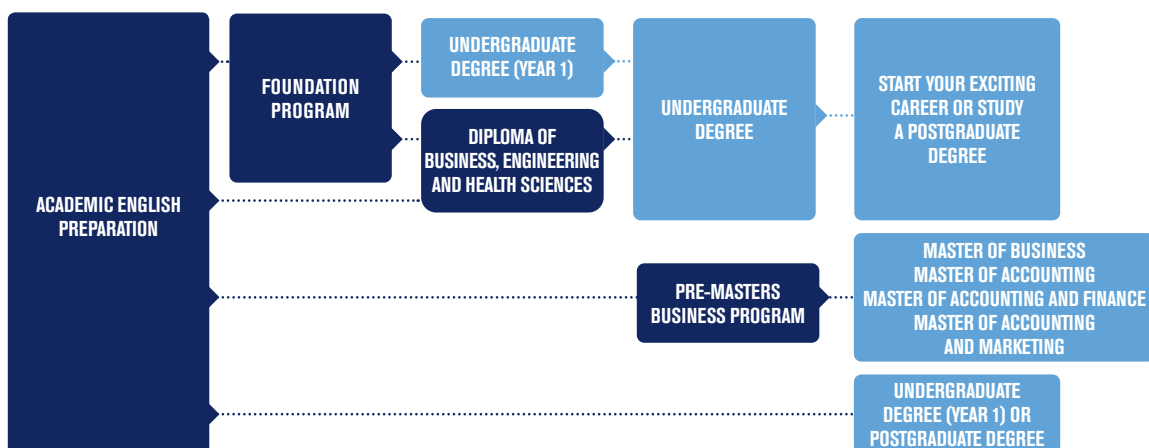 ACADEMIC ENGLISH
PREPARATION
FOUNDATION
PROGRAM
UNDERGRADUATE
DEGREE (YEAR 1)
DIPLOMA OF
BUSINESS, ENGINEERING
AND HEALTH SCIENCES
UNDERGRADUATE
DEGREE
START YOUR EXCITING
CAREER OR STUDY
A POSTGRADUATE
DEGREE
PRE-MASTERS
BUSINESS PROGRAM
MASTER OF BUSINESS
MASTER OF ACCOUNTING
MASTER OF ACCOUNTING AND FINANCE
MASTER OF ACCOUNTING
AND MARKETING
UNDERGRADUATE
DEGREE (YEAR 1) OR
POSTGRADUATE DEGREE